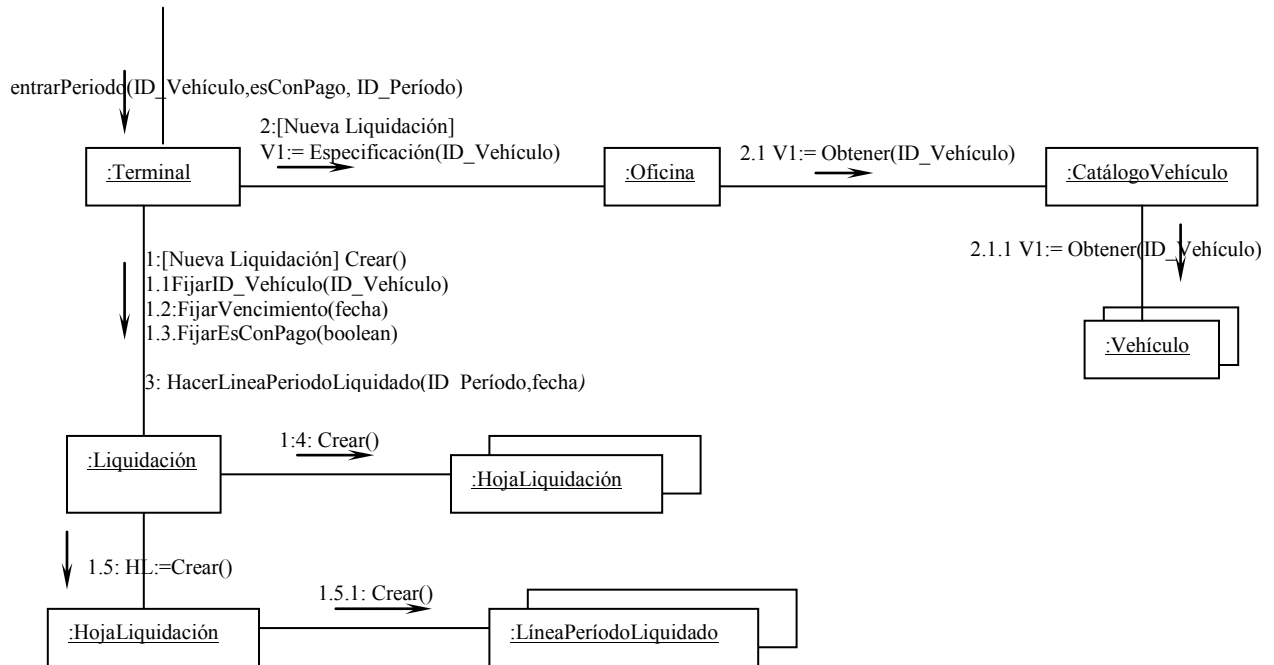 entrarPeriodo(ID_Vehículo,esConPago, ID_Período)
2:[Nueva Liquidación]
V1:= Especificación(ID_Vehículo)
2.1 V1:= Obtener(ID_Vehículo)
:Terminal
:Oficina
:CatálogoVehículo
2.1.1 V1:= Obtener(ID_Vehículo)
1:[Nueva Liquidación] Crear()
1.1FijarID_Vehículo(ID_Vehículo)
1.2:FijarVencimiento(fecha)
1.3.FijarEsConPago(boolean)
:Vehículo
3: HacerLineaPeriodoLiquidado(ID_Período,fecha)
1:4: Crear()
:Liquidación
:HojaLiquidación
1.5: HL:=Crear()
1.5.1: Crear()
:HojaLiquidación
:LíneaPeríodoLiquidado